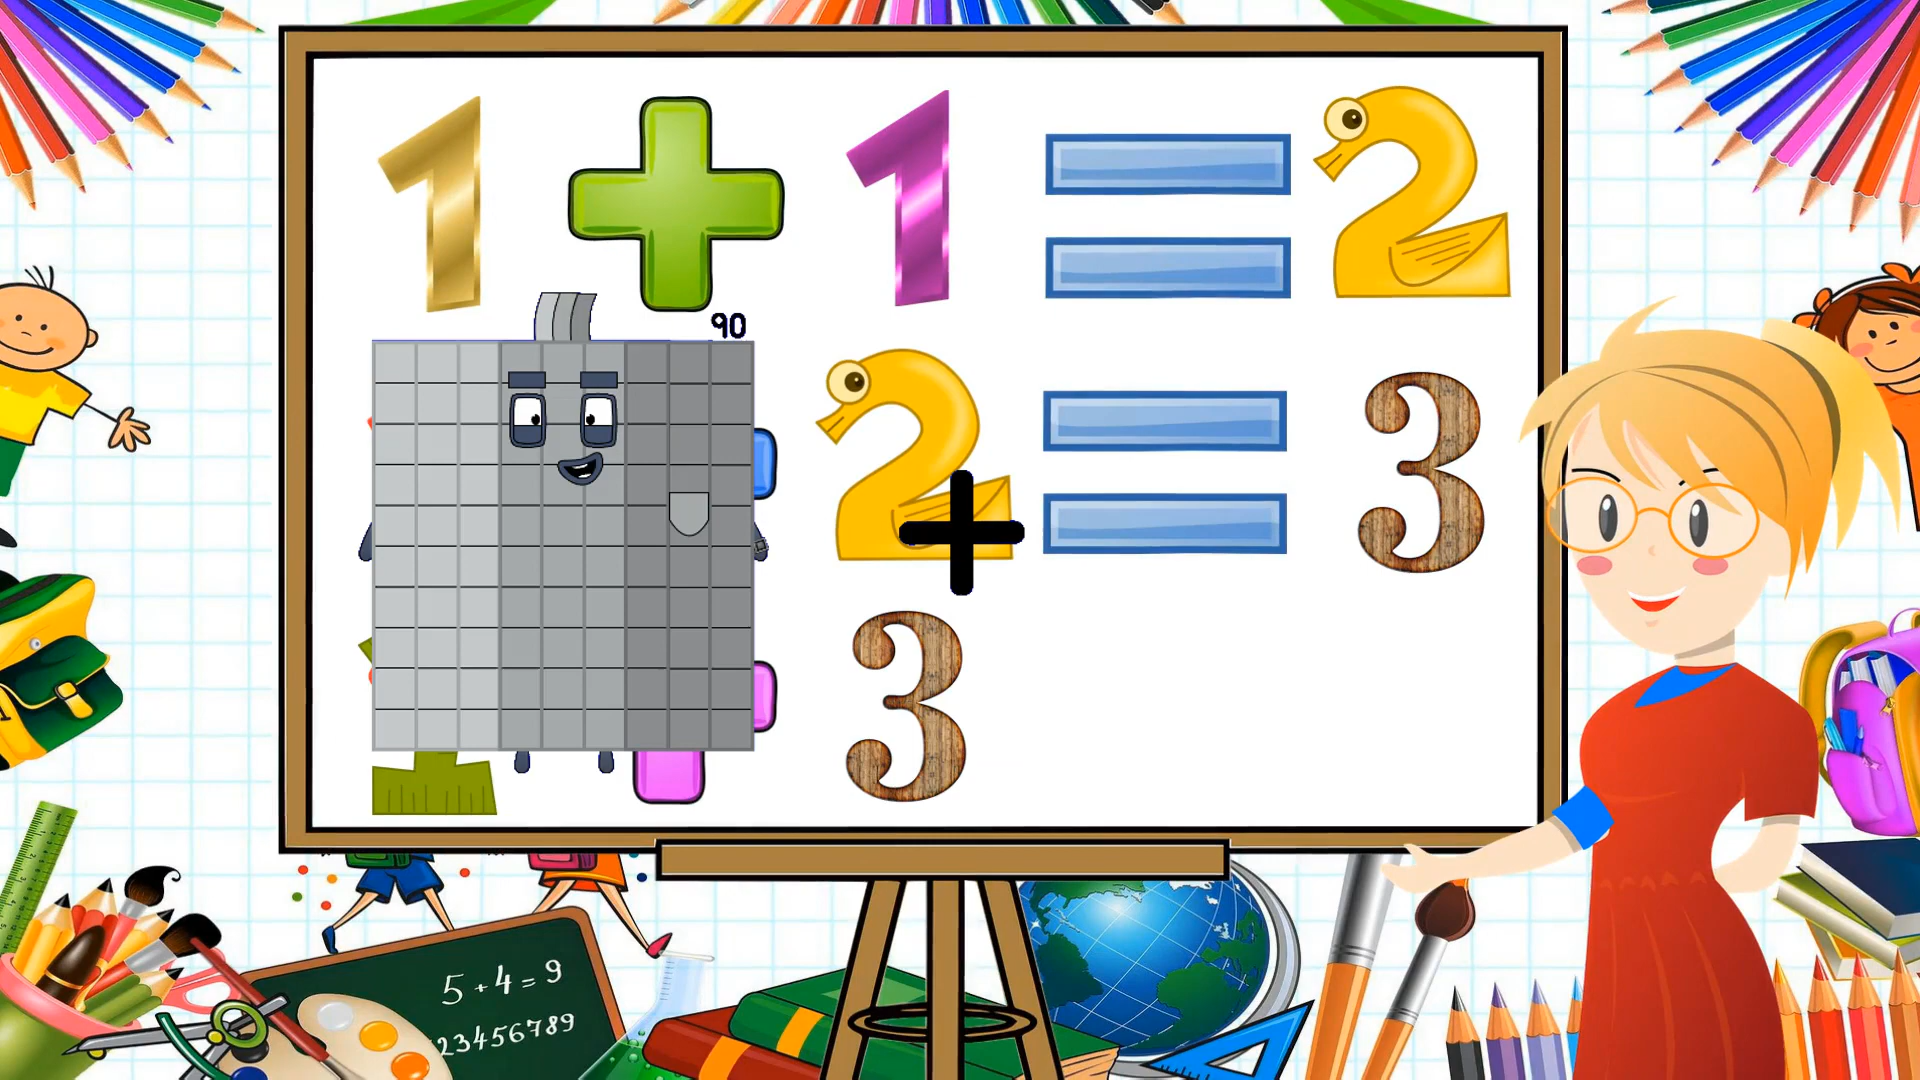 1 + 1 = 2
90
2 = 3
+
3
5+4=9
23456789